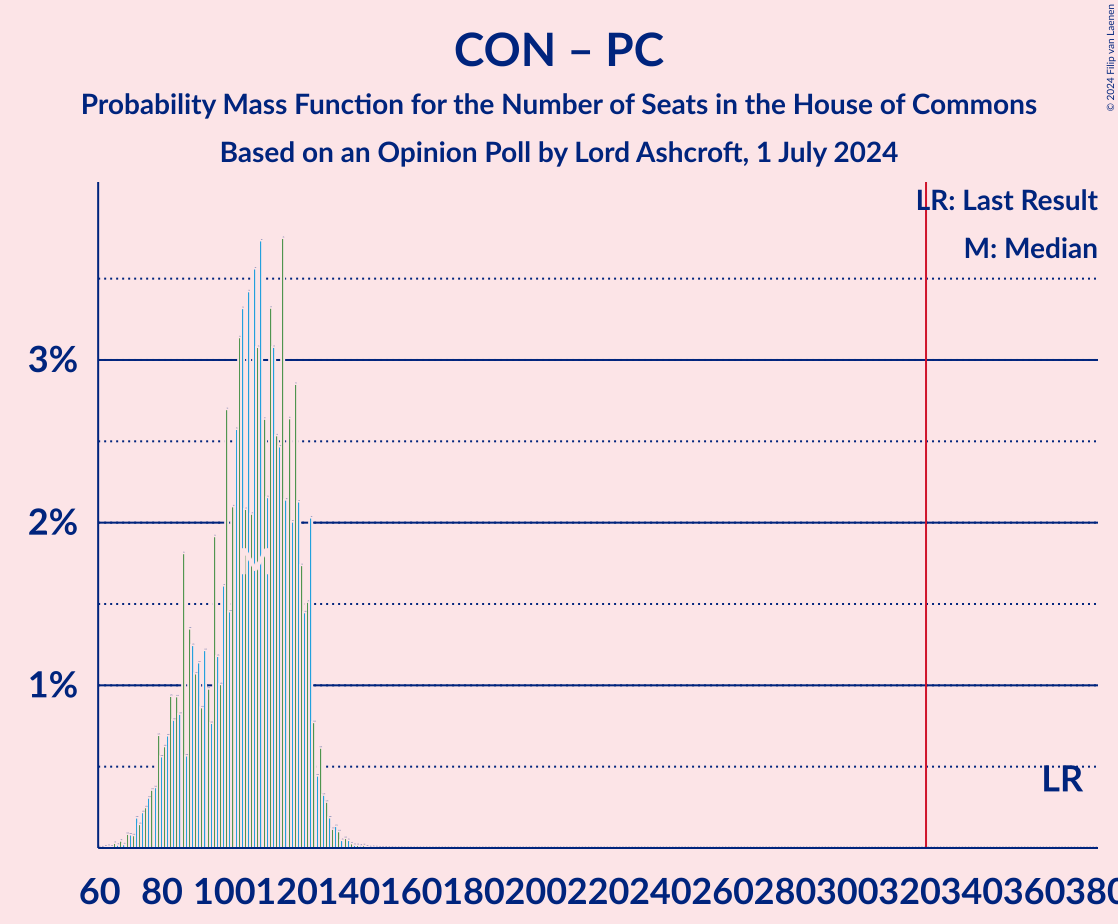 CON – PC
Probability Mass Function for the Number of Seats in the House of Commons
Based on an Opinion Poll by Lord Ashcroft, 1 July 2024
© 2024 Filip van Laenen
LR: Last Result
M: Median
3%
2%
1%
M
LR
60 80 100 120 140 160 180 200 220 240 260 280 300 320 340 360 380